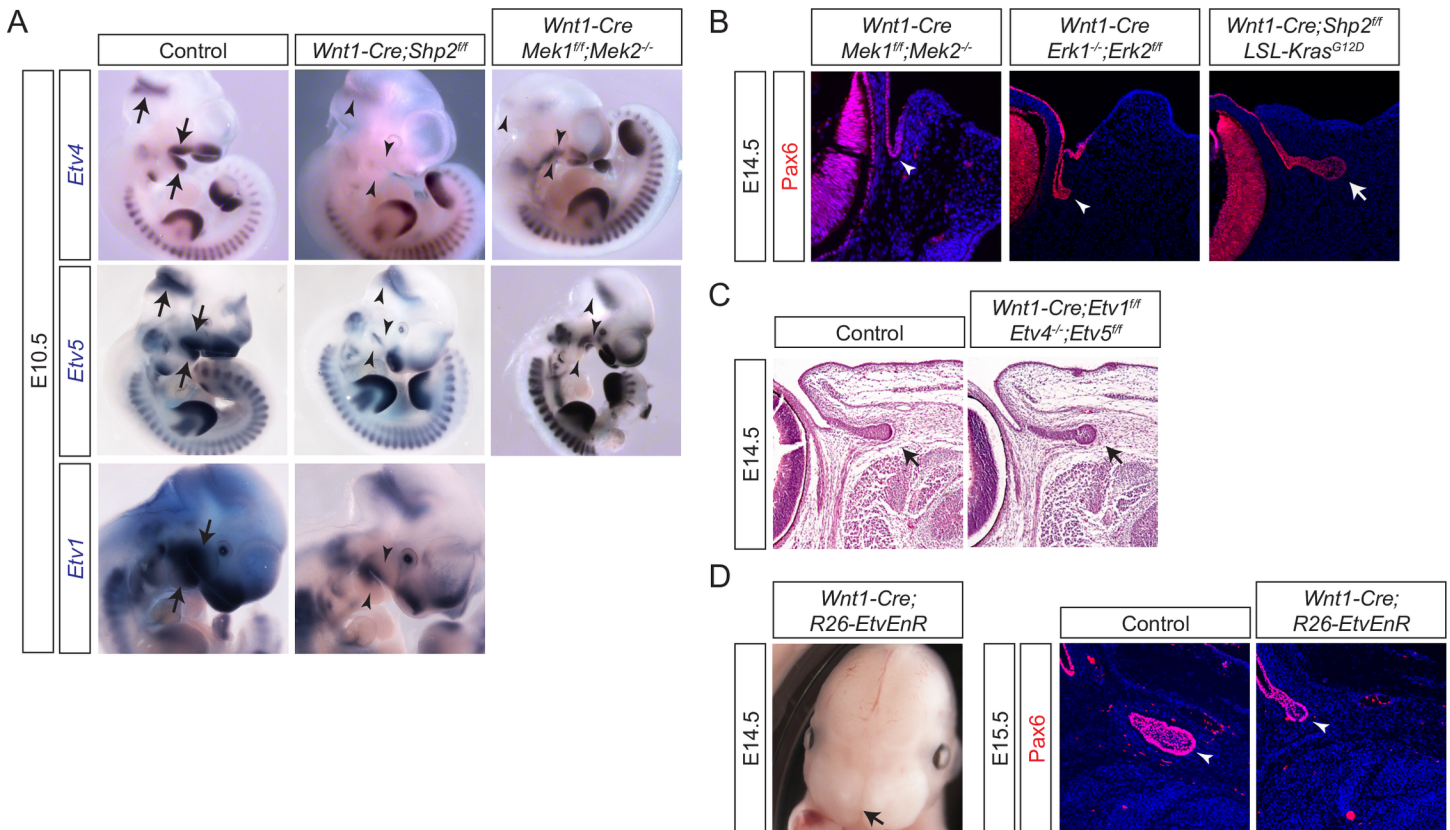 A
Control
Wnt1-Cre;Shp2f/f
Wnt1-Cre
Mek1f/f;Mek2-/-
E10.5
Etv4
Etv5
Etv1
B
Wnt1-Cre
Mek1f/f;Mek2-/-
Wnt1-Cre
Erk1-/-;Erk2f/f
Wnt1-Cre;Shp2f/f
LSL-KrasG12D
E14.5
Pax6
C
Control
Wnt1-Cre;Etv1f/f
Etv4-/-;Etv5f/f
E14.5
D
Wnt1-Cre;
R26-EtvEnR
E14.5
Control
Wnt1-Cre;
R26-EtvEnR
E15.5
Pax6